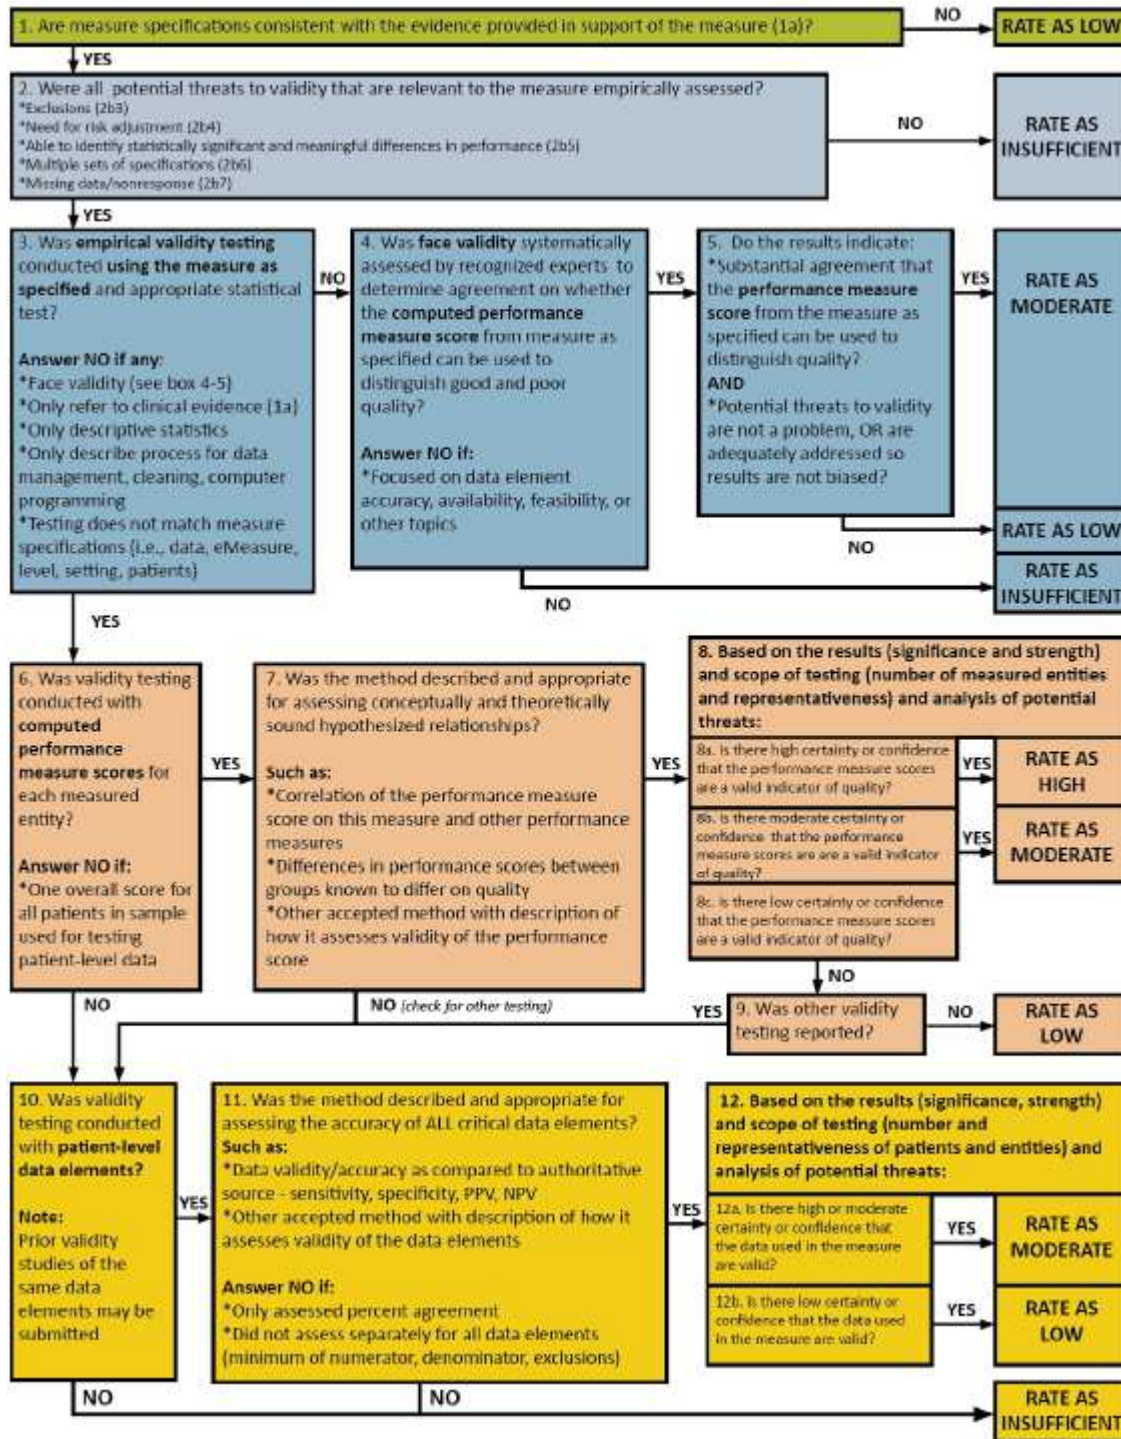 1. Are measure specifications consistent with the evidence provided in support of the measure (1a)?
NO
RATE AS LOW
YES
2. Were all potential threats to validity that are relevant to the measure empirically assessed?
*Exclusions (2b3)
*Need for risk adjustment (2b4)
*Able to identify statistically significant and meaningful differences in performance (2b5)
*Multiple sets of specifications (2b6)
*Missing data/nonresponse (2b7)
NO
RATE AS
INSUFFICIENT
YES
3. Was empirical validity testing
conducted using the measure as
specified and appropriate statistical
test?
Answer NO if any:
*Face validity (see box 4-5)
*Only refer to clinical evidence (1a)
*Only descriptive statistics
*Only describe process for data
management, cleaning, computer
programming
*Testing does not match measure
specifications (i.e., data, eMeasure,
level, setting, patients)
NO
4. Was face validity systematically
assessed by recognized experts to
determine agreement on whether
the computed performance
measure score from measure as
specified can be used to
distinguish good and poor
quality?
Answer NO if:
*Focused on data element
accuracy, availability, feasibility, or
other topics
YES
5. Do the results indicate:
*Substantial agreement that
the performance measure
score from the measure as
specified can be used to
distinguish quality?
AND
*Potential threats to validity
are not a problem, OR are
adequately addressed so
results are not biased?
YES
RATE AS
MODERATE
NO
RATE AS LOW
NO
RATE AS
INSUFFICIENT
YES
6. Was validity testing
conducted with
computed
performance
measure scores for
each measured
entity?
Answer NO if:
*One overall score for
all patients in sample
used for testing
patient-level data
YES
7. Was the method described and appropriate
for assessing conceptually and theoretically
sound hypothesized relationships?
Such as:
*Correlation of the performance measure
score on this measure and other performance
measures
*Differences in performance scores between
groups known to differ on quality
*Other accepted method with description of
how it assesses validity of the performance
score
YES
8. Based on the results (significance and strength)
and scope of testing (number of measured entities
and representativeness) and analysis of potential
threats:
8a. Is there high certainty or confidence
that the performance measure scores
are a valid indicator of quality?
YES
RATE AS
HIGH
8b. Is there moderate certainty or
confidence that the performance
measure scores are are a valid indicator
of quality?
YES
RATE AS
MODERATE
8c. Is there low certainty or confidence
that the performance measure scores
are a valid indicator of quality?
NO
NO
NO (check for other testing)
YES
9. Was other validity
testing reported?
NO
RATE AS
LOW
10. Was validity
testing conducted
with patient-level
data elements?
Note:
Prior validity
studies of the
same data
elements may be
submitted
YES
11. Was the method described and appropriate for
assessing the accuracy of ALL critical data elements?
Such as:
*Data validity/accuracy as compared to authoritative
source - sensitivity, specificity, PPV, NPV
*Other accepted method with description of how it
assesses validity of the data elements
Answer NO if:
*Only assessed percent agreement
*Did not assess separately for all data elements
(minimum of numerator, denominator, exclusions)
YES
12. Based on the results (significance, strength)
and scope of testing (number and
representativeness of patients and entities) and
analysis of potential threats:
12a. Is there high or moderate
certainty or confidence that
the data used in the measure
are valid?
YES
RATE AS
MODERATE
12b. Is there low certainty or
confidence that the data used
in the measure are valid?
YES
RATE AS
LOW
NO
NO
RATE AS
INSUFFICIENT